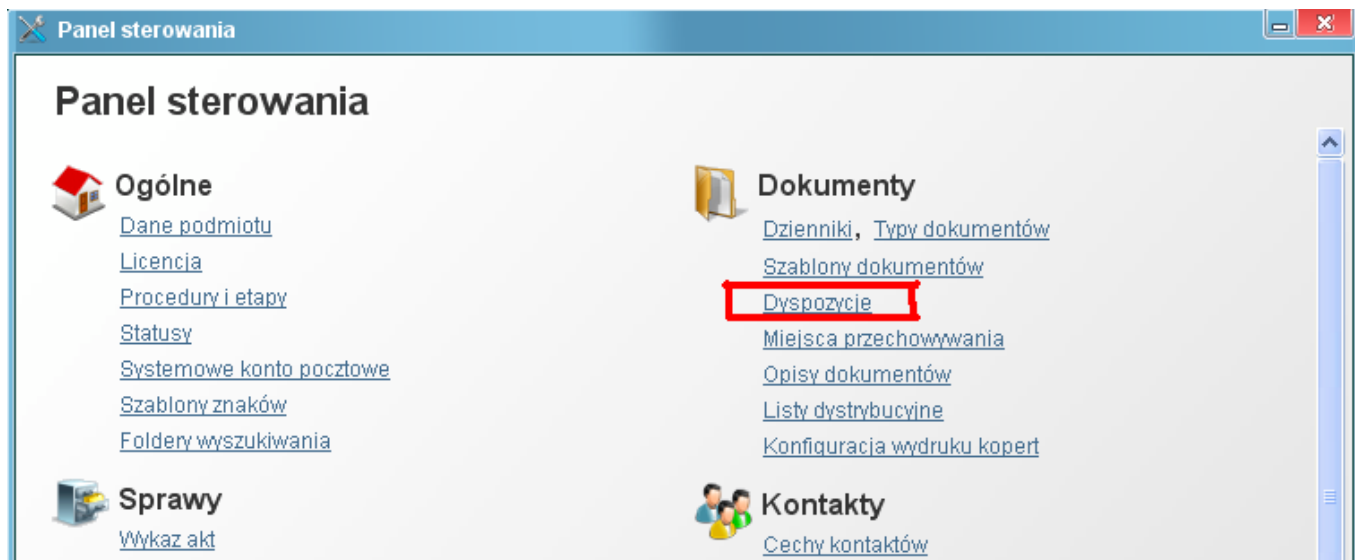 Panel sterowania
Panel sterowania
Ogólne
Dane podmiotu
Licencja
Procedury i etapy
Statusy
Systemowe konto pocztowe
Szablony znaków
Foldery wyszukiwania
Dokumenty
Dzienniki, Typy dokumentów
Szablony dokumentów
Dyspozycje
Miejsca przechowywania
Opisy dokumentów
Listy dystrybucyjne
Konfiguracja wydruku kopert
Sprawy
Wykaz akt
Kontakty
Cechy kontaktów